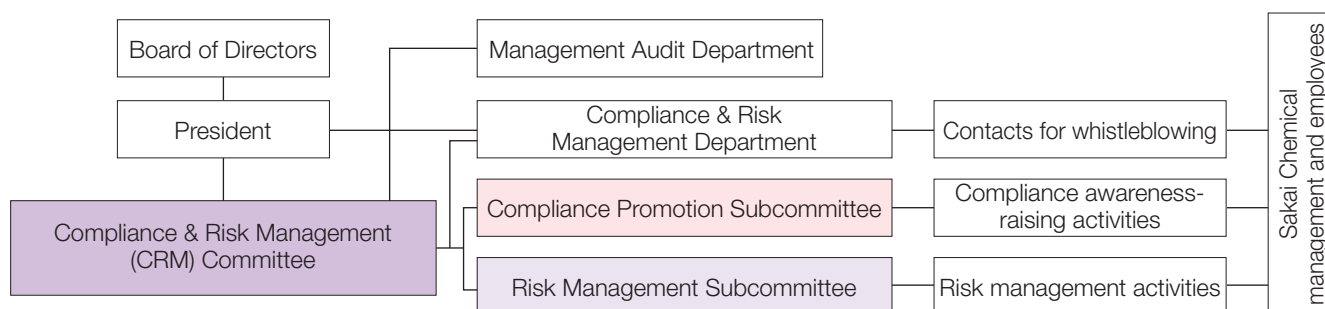 Board of Directors
Management Audit Department
President
Compliance & Risk
Management Department
Contacts for whistleblowing
Compliance & Risk Management
(CRM) Committee
Compliance Promotion Subcommittee
Compliance awareness-
raising activities
Risk Management Subcommittee
Risk management activities
Sakai Chemical
management and employees